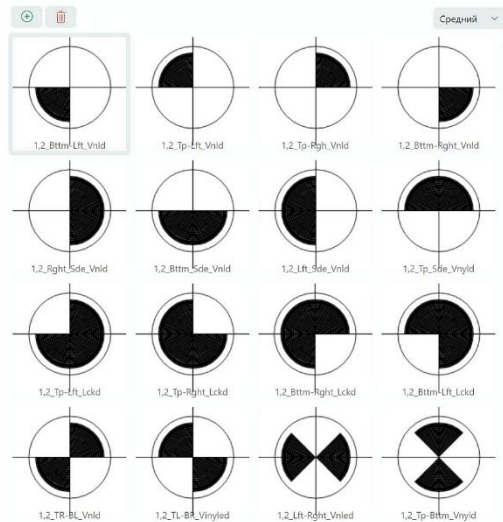 Средний
1,2_Bttm-Lft_Vnld
1,2_Tp-Lft_Vnld
1,2_Tp-Rgh_Vnld
1,2_Bttm-Rght_Vnld
1,2_Rght_Sde_Vnld
1,2_Bttm_Sde_Vnld
1,2_Lft_Sde_Vnld
1,2_Tp_Sde_Vnyld
1,2_Tp-Lft_Lckd
1,2_Tp-Rght_Lckd
1,2_Bttm-Rght_Lckd
1,2_Bttm-Lft_Lckd
1,2_TR-BL_Vnld
1,2_TL-BR_Vinyled
1,2_Lft-Rght_Vnled
1,2_Tp-Bttm_Vnyld